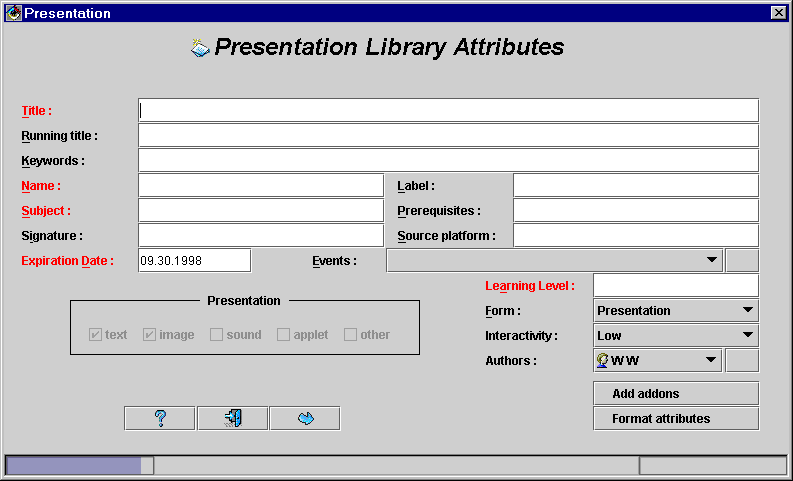 Presentation
Presentation Library Attributes
Title :
Running title :
Keywords :
Name :
Label :
Subject :
Prerequisites :
Signature :
Source platform :
Expiration Date : 09.30.1998 Events :
Learning Level :
Presentation
Form : Presentation
text image sound applet other
Interactivity : Low
Authors : W W
Add addons
Format attributes
?